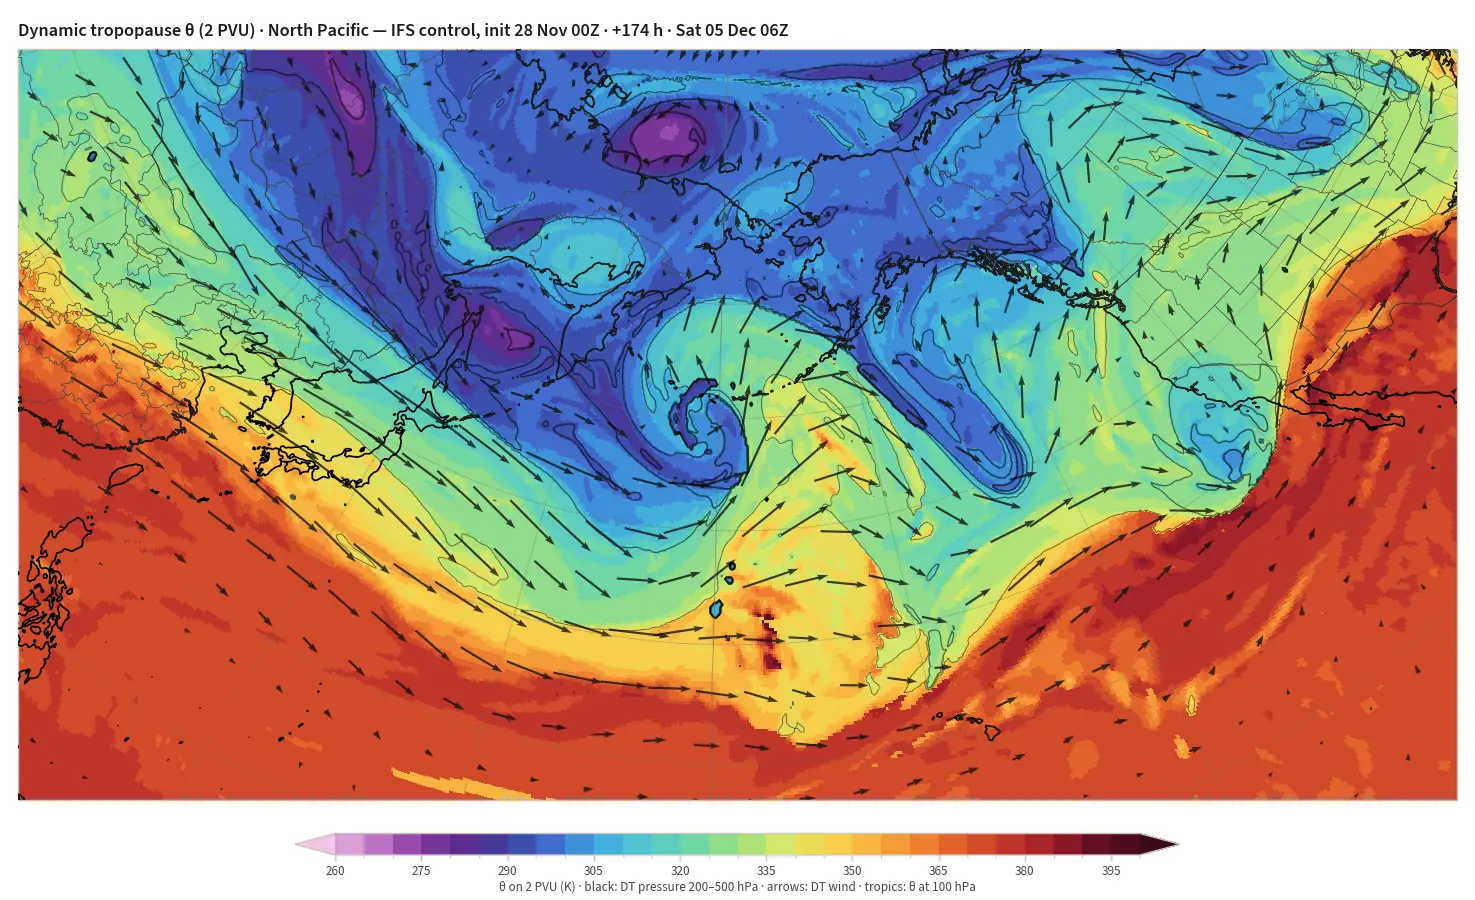 Dynamic tropopause θ (2 PVU) · North Pacific — IFS control, init 28 Nov 00Z · +174 h · Sat 05 Dec 06Z
260 275 290 305 320 335 350 365 380 395
θ on 2 PVU (K) · black: DT pressure 200–500 hPa · arrows: DT wind · tropics: θ at 100 hPa